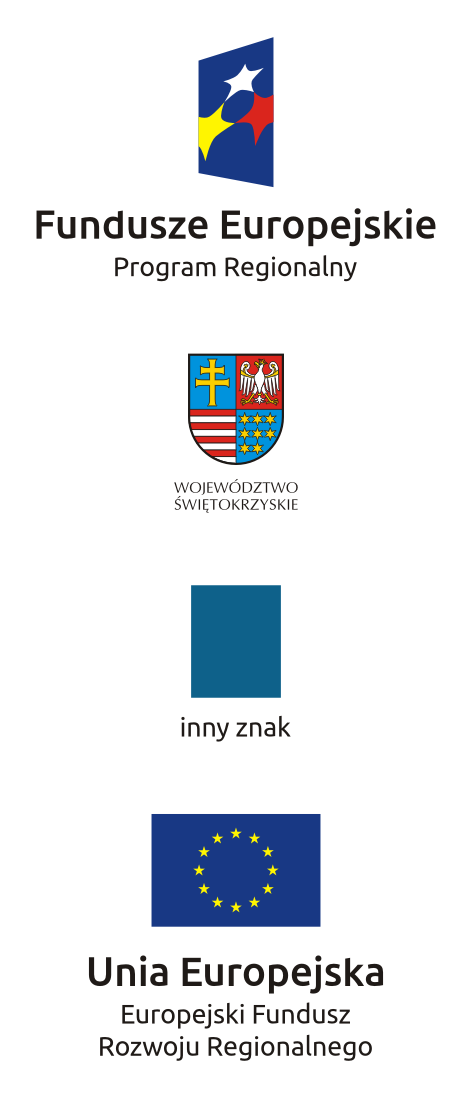 Fundusze Europejskie
Program Regionalny
WOJEWÓDZTWO
ŚWIĘTOKRZYSKIE
inny znak
Unia Europejska
Europejski Fundusz
Rozwoju Regionalnego